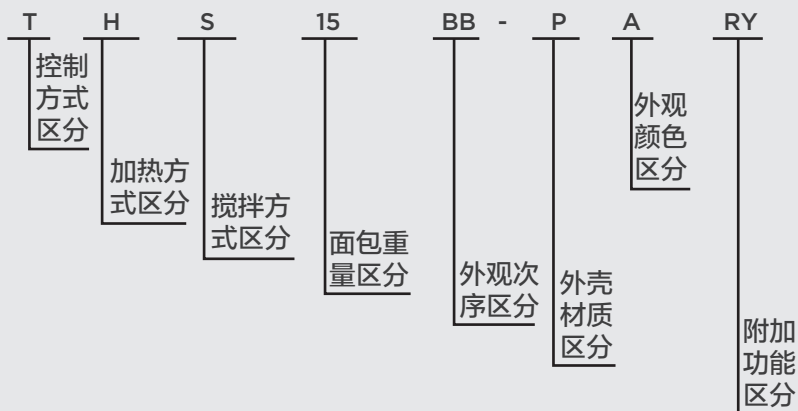 T H S 15 BB - P A RY
控制
方式
区分
加热方
式区分
搅拌方
式区分
面包重
量区分
外观次
序区分
外壳
材质
区分
外观
颜色
区分
附加
功能
区分